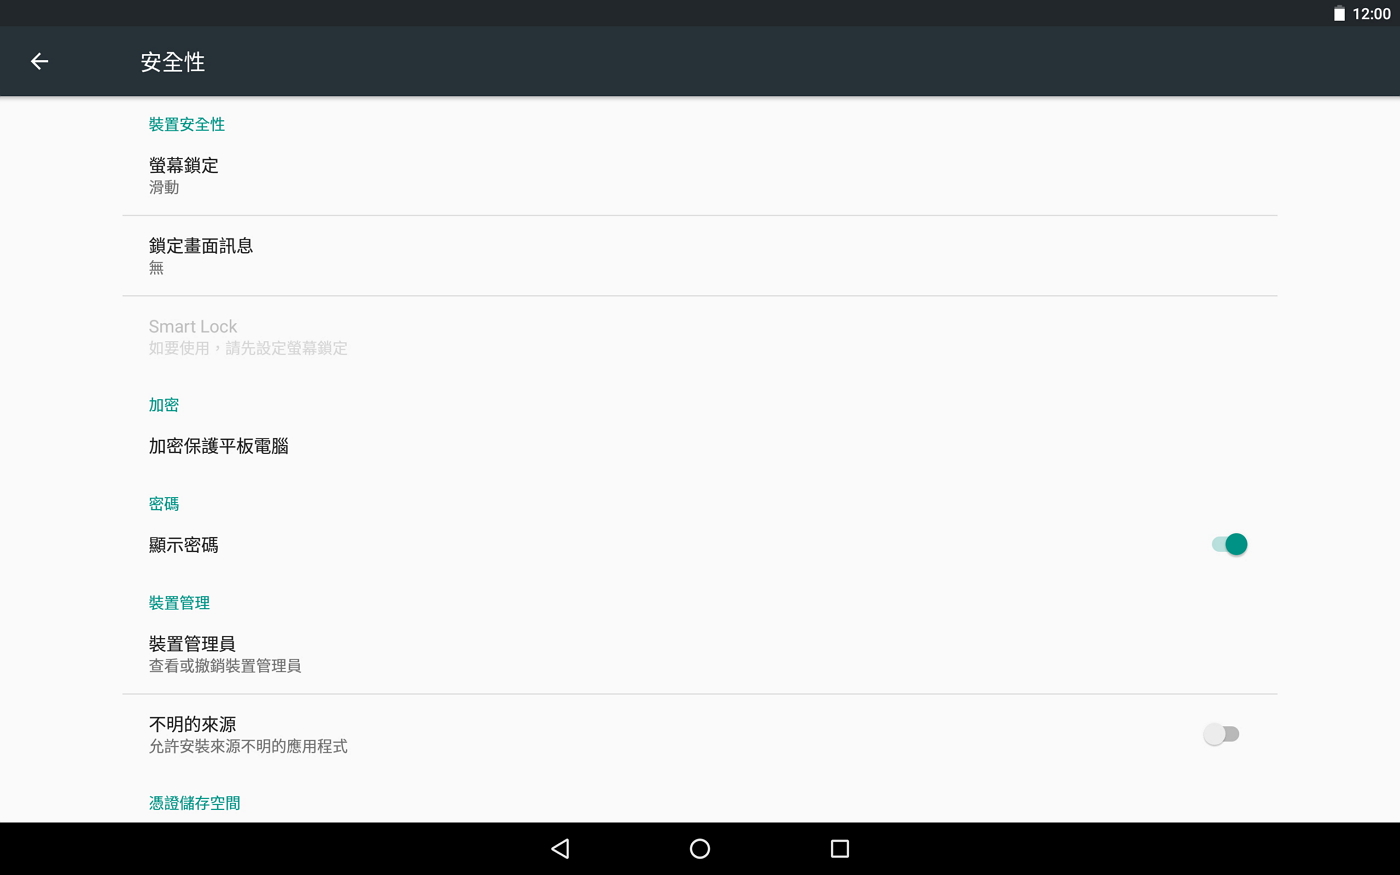 12:00
安全性
裝置安全性
螢幕鎖定
滑動
鎖定畫面訊息
無
Smart Lock
如要使用，請先設定螢幕鎖定
加密
加密保護平板電腦
密碼
顯示密碼
裝置管理
裝置管理員
查看或撤銷裝置管理員
不明的來源
允許安裝來源不明的應用程式
憑證儲存空間